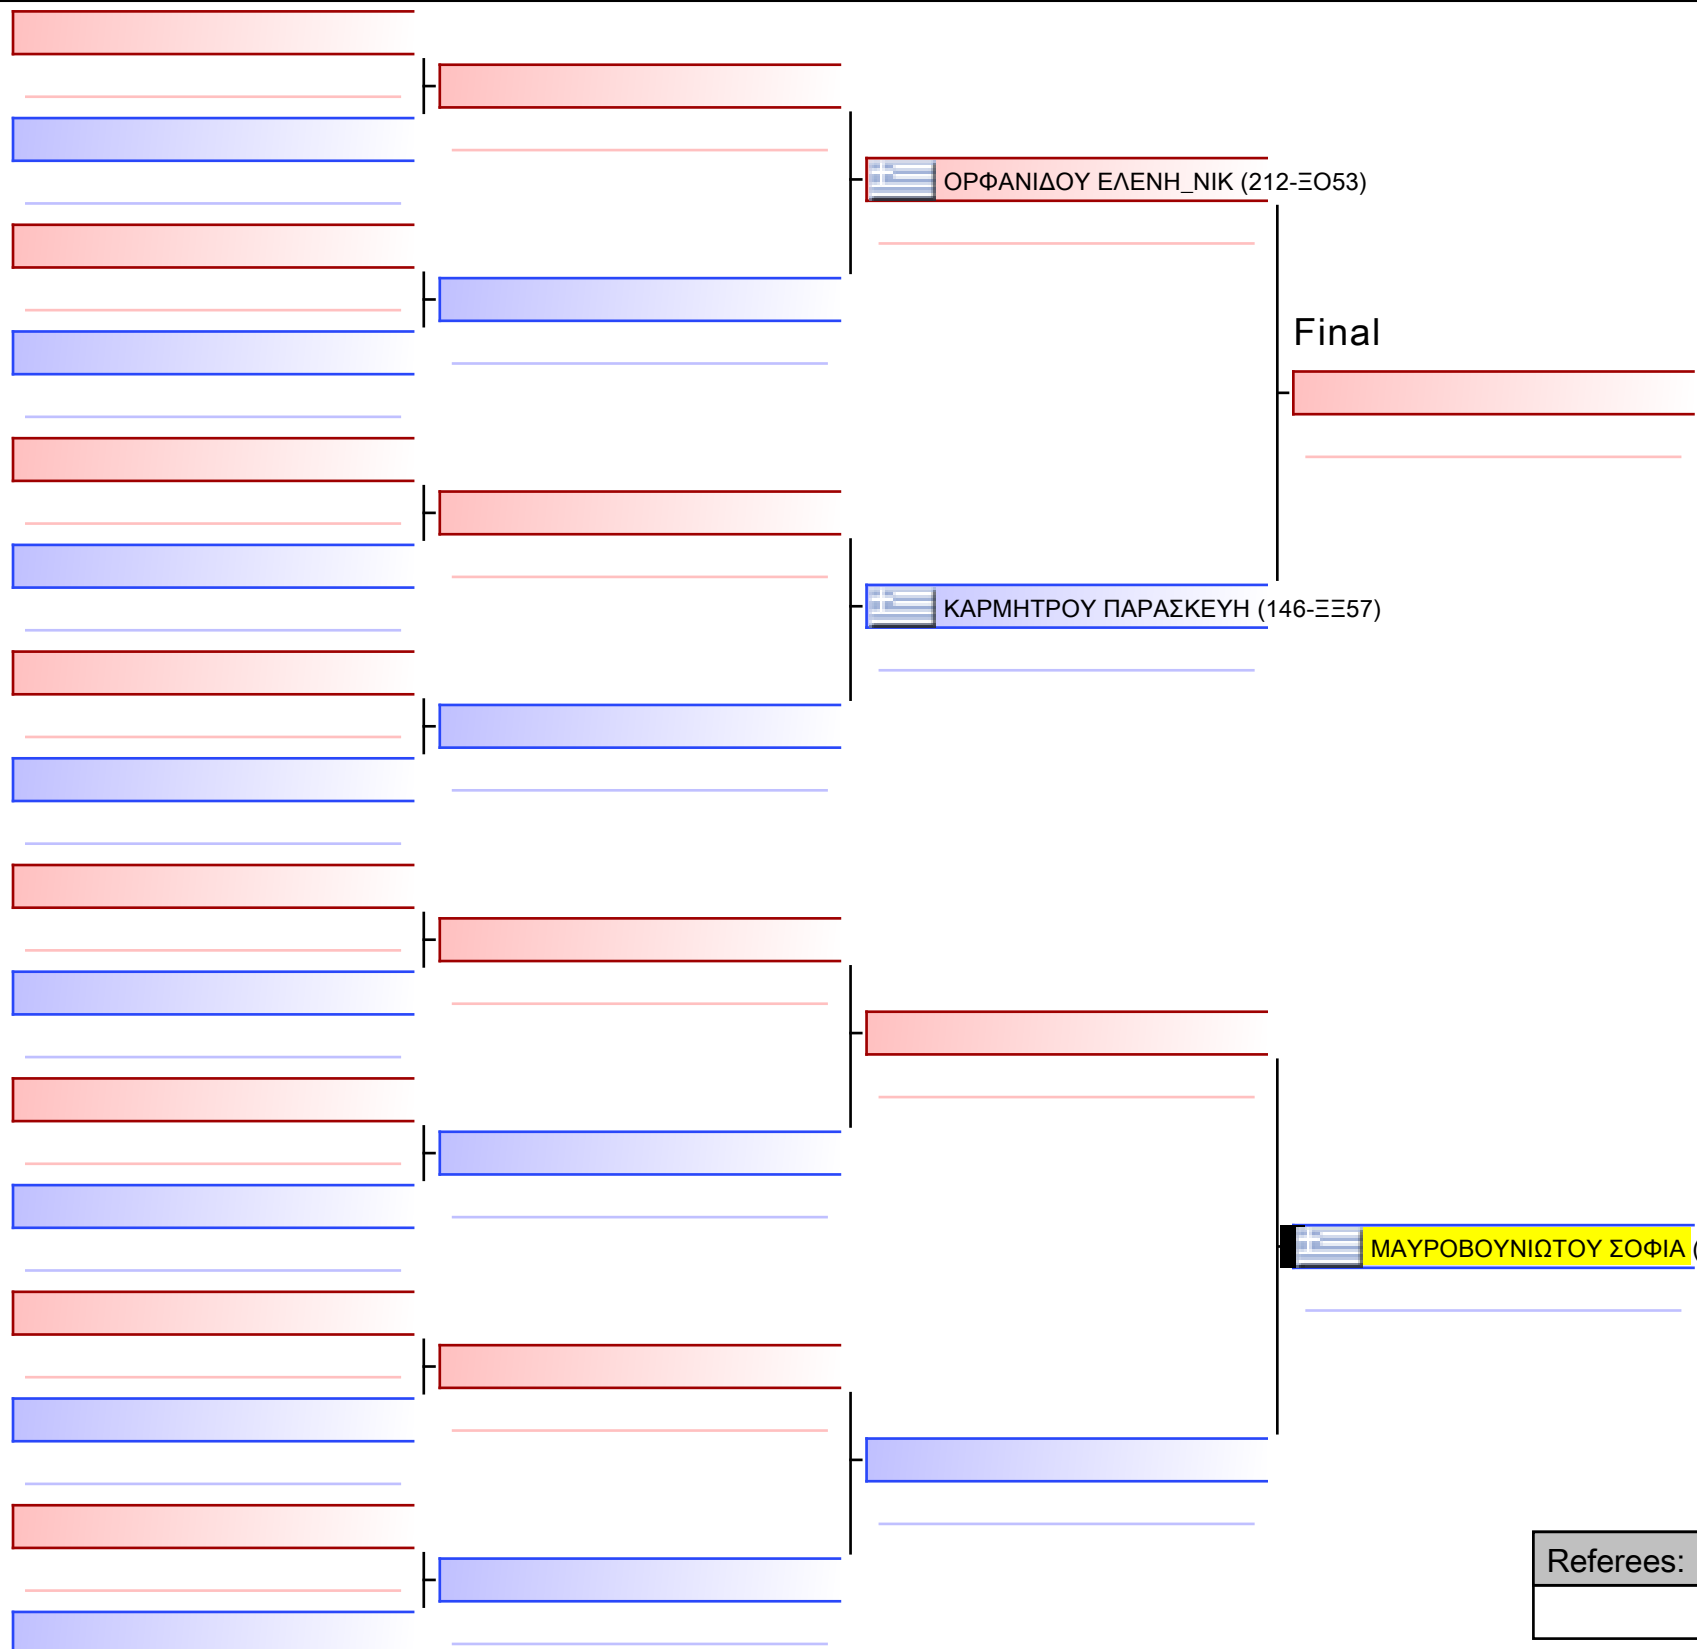 ΟΡΦΑΝΙΔΟΥ ΕΛΕΝΗ_ΝΙΚ (212-ΞΟ53)
Final
ΚΑΡΜΗΤΡΟΥ ΠΑΡΑΣΚΕΥΗ (146-ΞΞ57)
ΜΑΥΡΟΒΟΥΝΙΩΤΟΥ ΣΟΦΙΑ (
Referees: